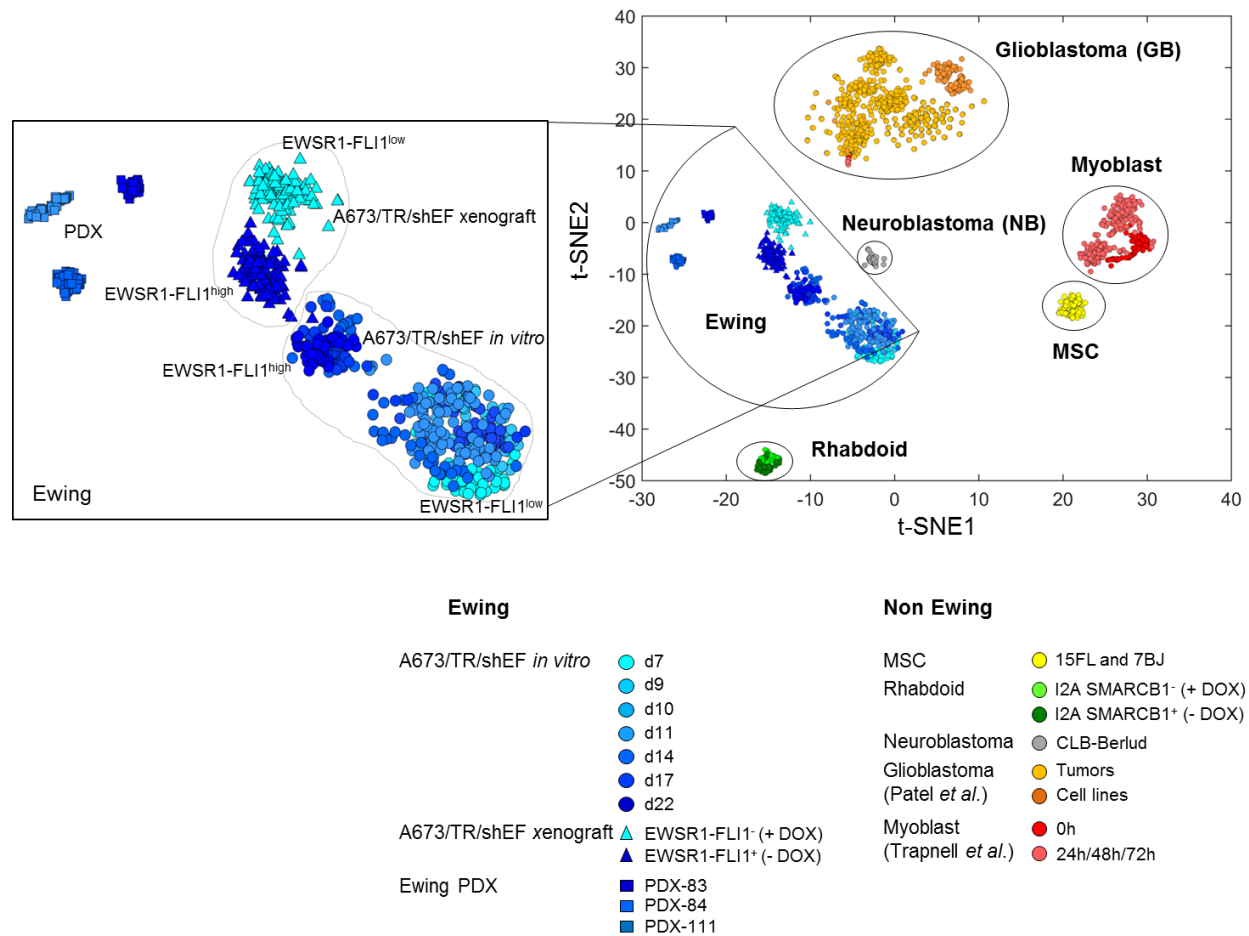 EWSR1-FLI1low
A673/TR/shEF xenograft
PDX
EWSR1-FLI1high
A673/TR/shEF in vitro
EWSR1-FLI1high
EWSR1-FLI1low
Ewing
40
30
20
10
0
-10
-20
-30
-40
-50
t-SNE2
Glioblastoma (GB)
Myoblast
Neuroblastoma (NB)
Ewing
MSC
Rhabdoid
-30 -20 -10 0 10 20 30 40
t-SNE1
Ewing
A673/TR/shEF in vitro
d7
d9
d10
d11
d14
d17
d22
A673/TR/shEF xenograft
EWSR1-FLI1- (+ DOX)
EWSR1-FLI1+ (- DOX)
Ewing PDX
PDX-83
PDX-84
PDX-111
Non Ewing
MSC
15FL and 7BJ
Rhabdoid
I2A SMARCB1- (+ DOX)
I2A SMARCB1+ (- DOX)
Neuroblastoma
CLB-Berlud
Glioblastoma
(Patel et al.)
Tumors
Cell lines
Myoblast
(Trapnell et al.)
0h
24h/48h/72h